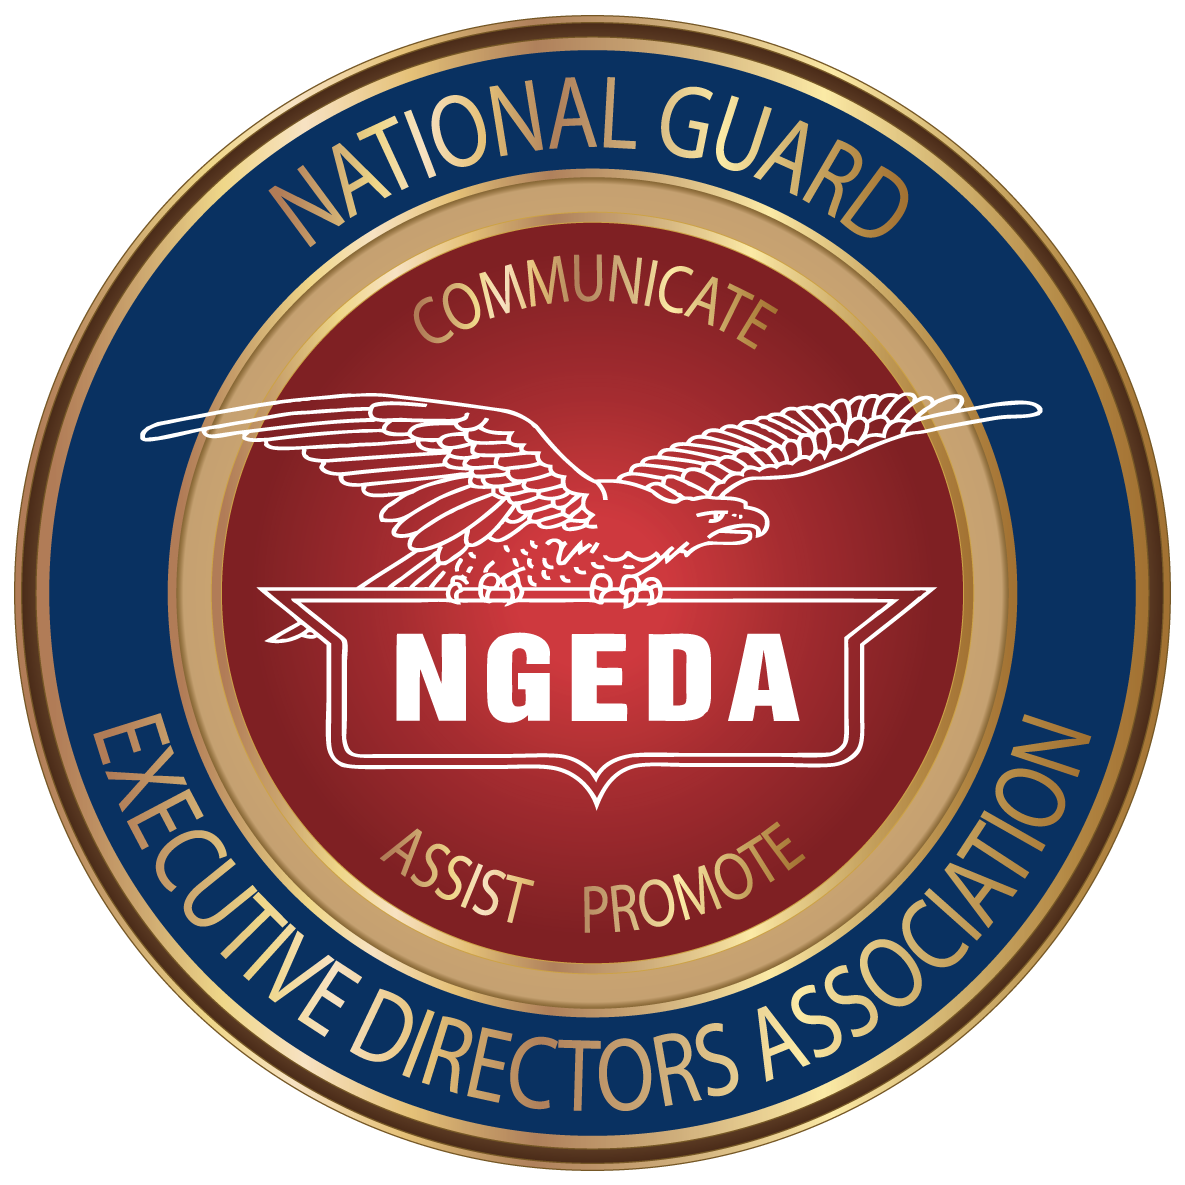 NATIONAL GUARD
COMMUNICATE
NGEDA
ASSIST PROMOTE
EXECUTIVE DIRECTORS ASSOCIATION